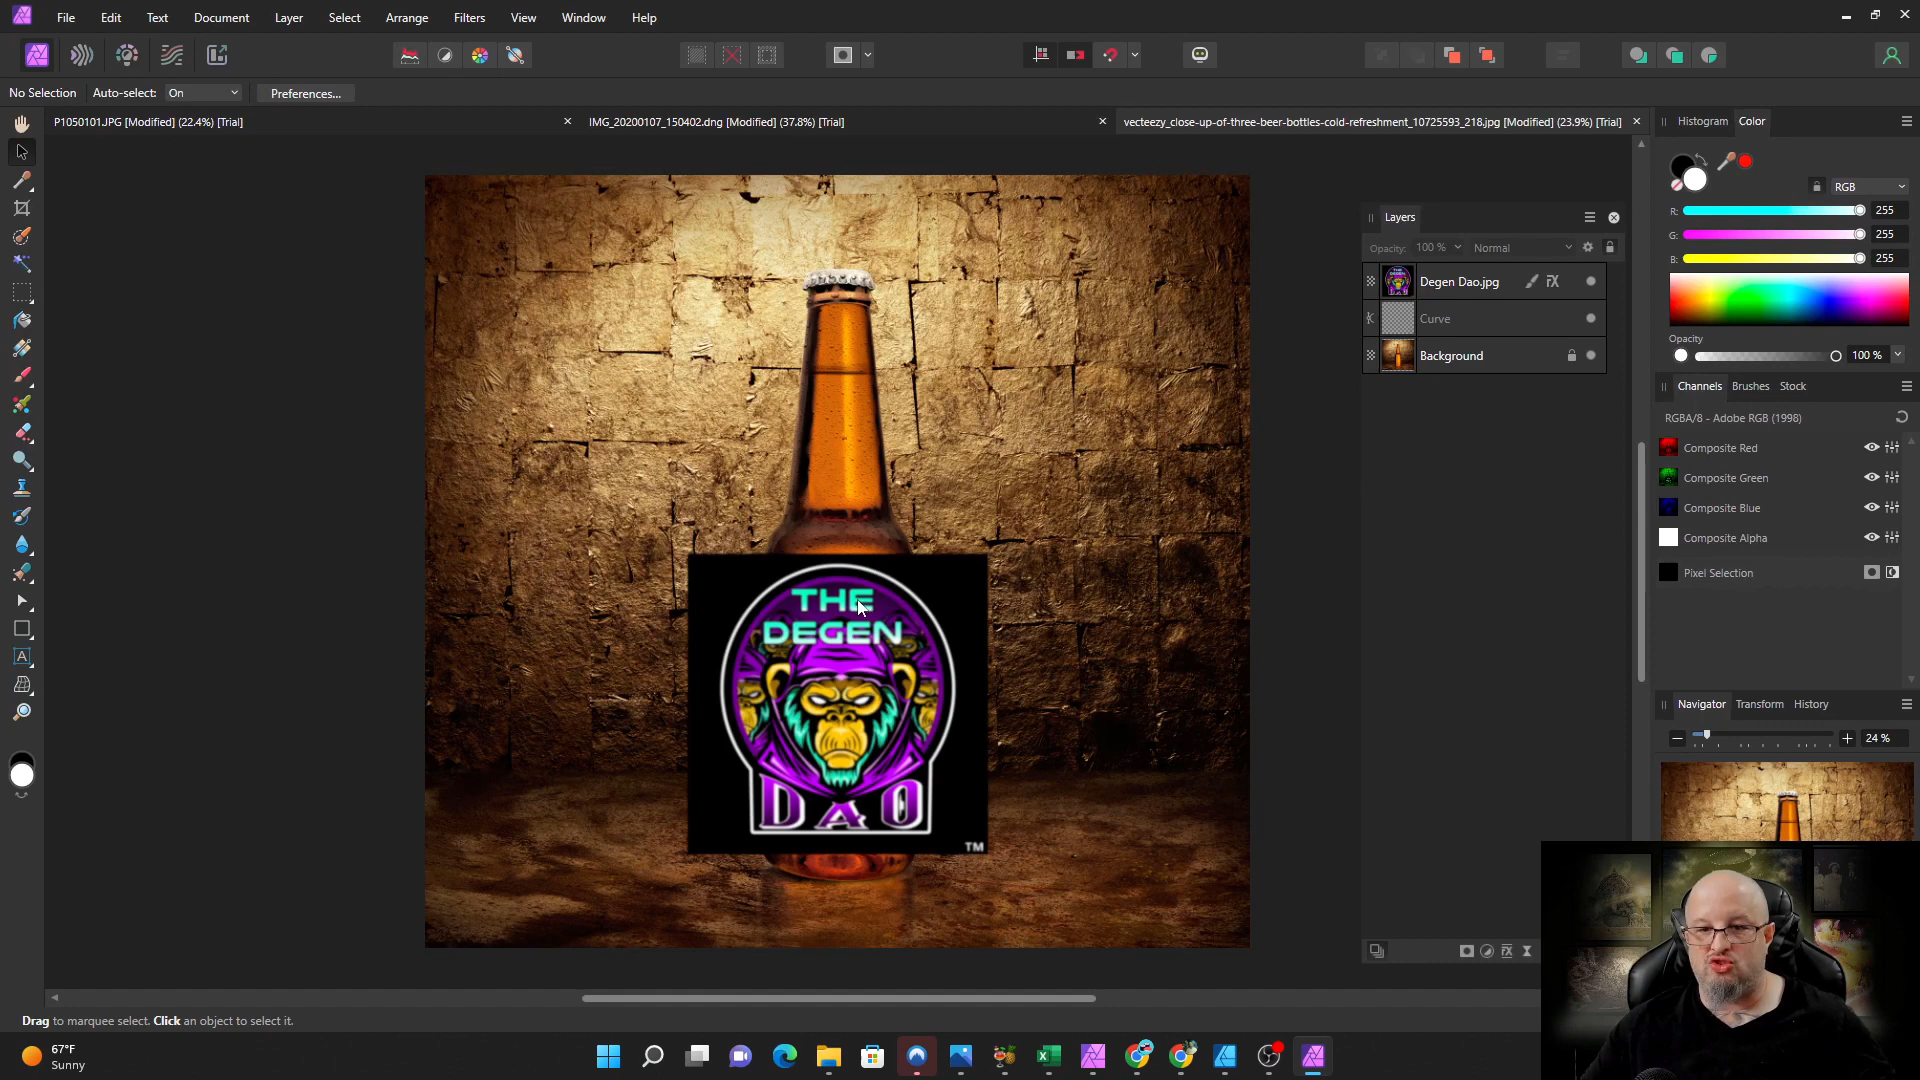 File Edit Text Document Layer Select Arrange Filters View Window Help
No Selection Auto-select: On Preferences...
P1050101.JPG [Modified] (22.4%) [Trial]
IMG_20200107_150402.dng [Modified] (37.8%) [Trial]
vecteezy_close-up-of-three-beer-bottles-cold-refreshment_10725593_218.jpg [Modified] (23.9%) [Trial]
Histogram Color
RGB
R: 255
G: 255
B: 255
Opacity
100 %
Layers
Opacity: 100 % Normal
Degen Dao.jpg
Curve
Background
Channels Brushes Stock
RGBA/8 - Adobe RGB (1998)
Composite Red
Composite Green
Composite Blue
Composite Alpha
Pixel Selection
Navigator Transform History
24 %
THE
DEGEN
DAO
TM
Drag to marquee select. Click an object to select it.
67°F
Sunny